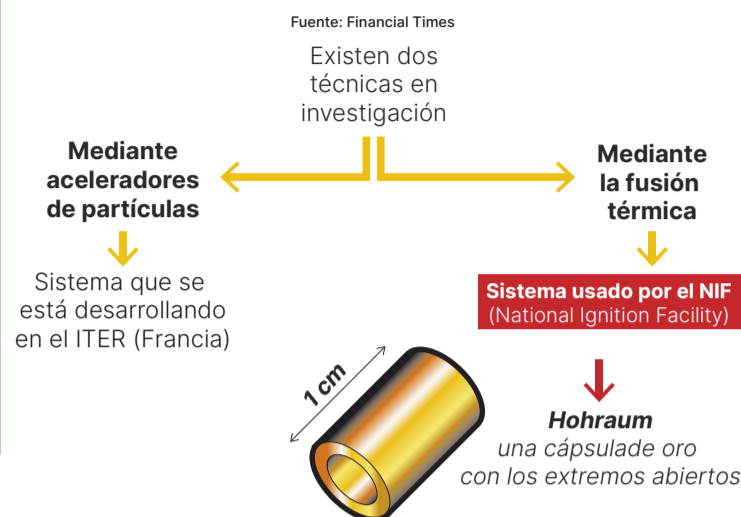 Fuente: Financial Times
Existen dos
técnicas en
investigación
Mediante
aceleradores
de partículas
Sistema que se
está desarrollando
en el ITER (Francia)
Mediante
la fusión
térmica
Sistema usado por el NIF
(National Ignition Facility)
1 cm
Hohraum
una cápsulade oro
con los extremos abiertos